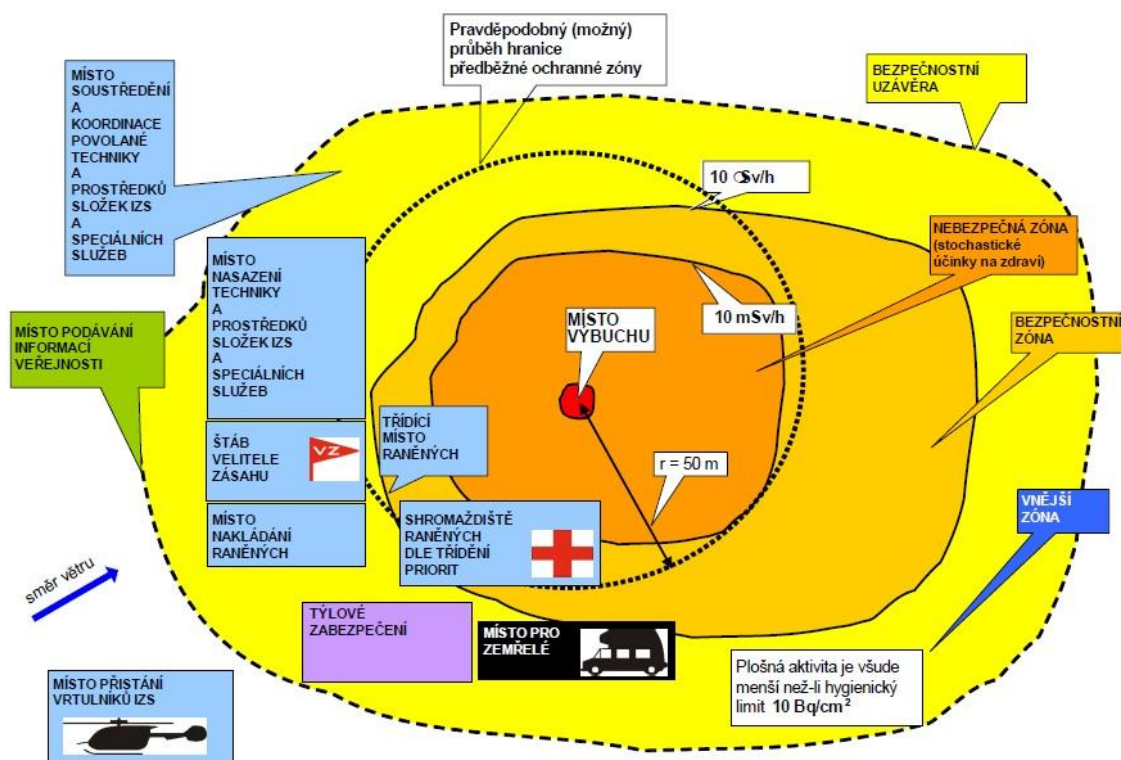 Pravděpodobný (možný)
průběh hranice
předběžné ochranné zóny
MÍSTO
SOUSTŘEDĚNÍ
A
KOORDINACE
POVOLANÉ
TECHNIKY
A
PROSTŘEDKŮ
SLOŽEK IZS
A
SPECIÁLNÍCH
SLUŽEB
BEZPEČNOSTNÍ
UZÁVĚRA
10 Sv/h
NEBEZPEČNÁ ZÓNA
(stochastické
účinky na zdraví)
MÍSTO
NASAZENÍ
TECHNIKY
A
PROSTŘEDKŮ
SLOŽEK IZS
A
SPECIÁLNÍCH
SLUŽEB
10 mSv/h
MÍSTO
VÝBUCHU
MÍSTO PODÁVÁNÍ
INFORMACÍ
VEŘEJNOSTI
BEZPEČNOSTNÍ
ZÓNA
TŘÍDÍCÍ
MÍSTO
RANĚNÝCH
ŠTÁB
VELITELE
ZÁSAHU
VZ
r = 50 m
MÍSTO
NAKLÁDÁNÍ
RANĚNÝCH
SHROMAŽDIŠTĚ
RANĚNÝCH
DLE TŘÍDĚNÍ
PRIORIT
VNĚJŠÍ
ZÓNA
směr větru
TÝLOVÉ
ZABEZPEČENÍ
MÍSTO PRO
ZEMŘELÉ
Plošná aktivita je všude
menší než-li hygienický
limit 10 Bq/cm²
MÍSTO PŘISTÁNÍ
VRTULNÍKŮ IZS